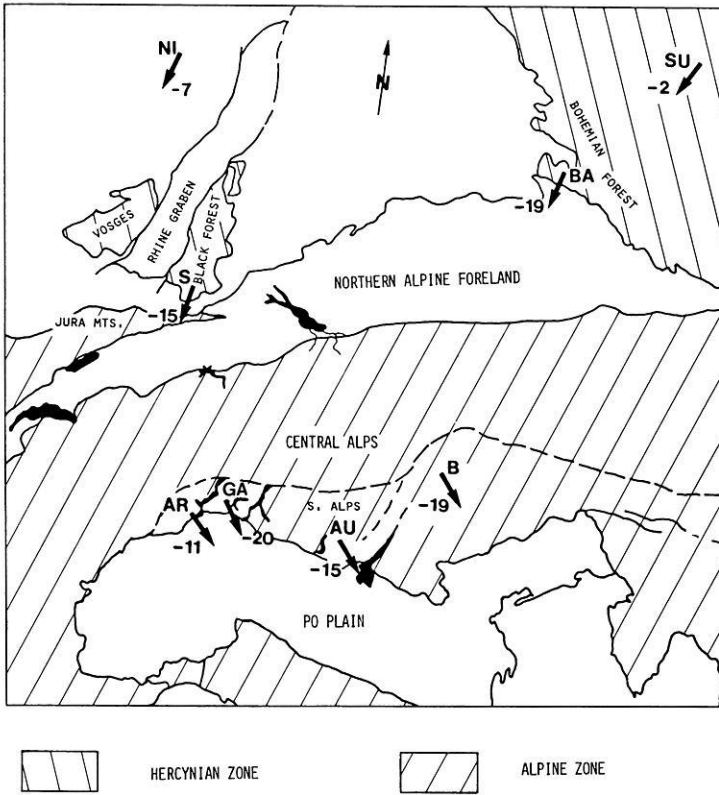 NI
-7
N
SU
-2
BOHEMIAN FOREST
BA
-19
VOSGES
RHINE GRABEN
BLACK FOREST
S
-15
JURA MTS.
NORTHERN ALPINE FORELAND
CENTRAL ALPS
B
-19
GA
AR
S. ALPS
AU
-11
-20
-15
PO PLAIN
HERCYNIAN ZONE
ALPINE ZONE